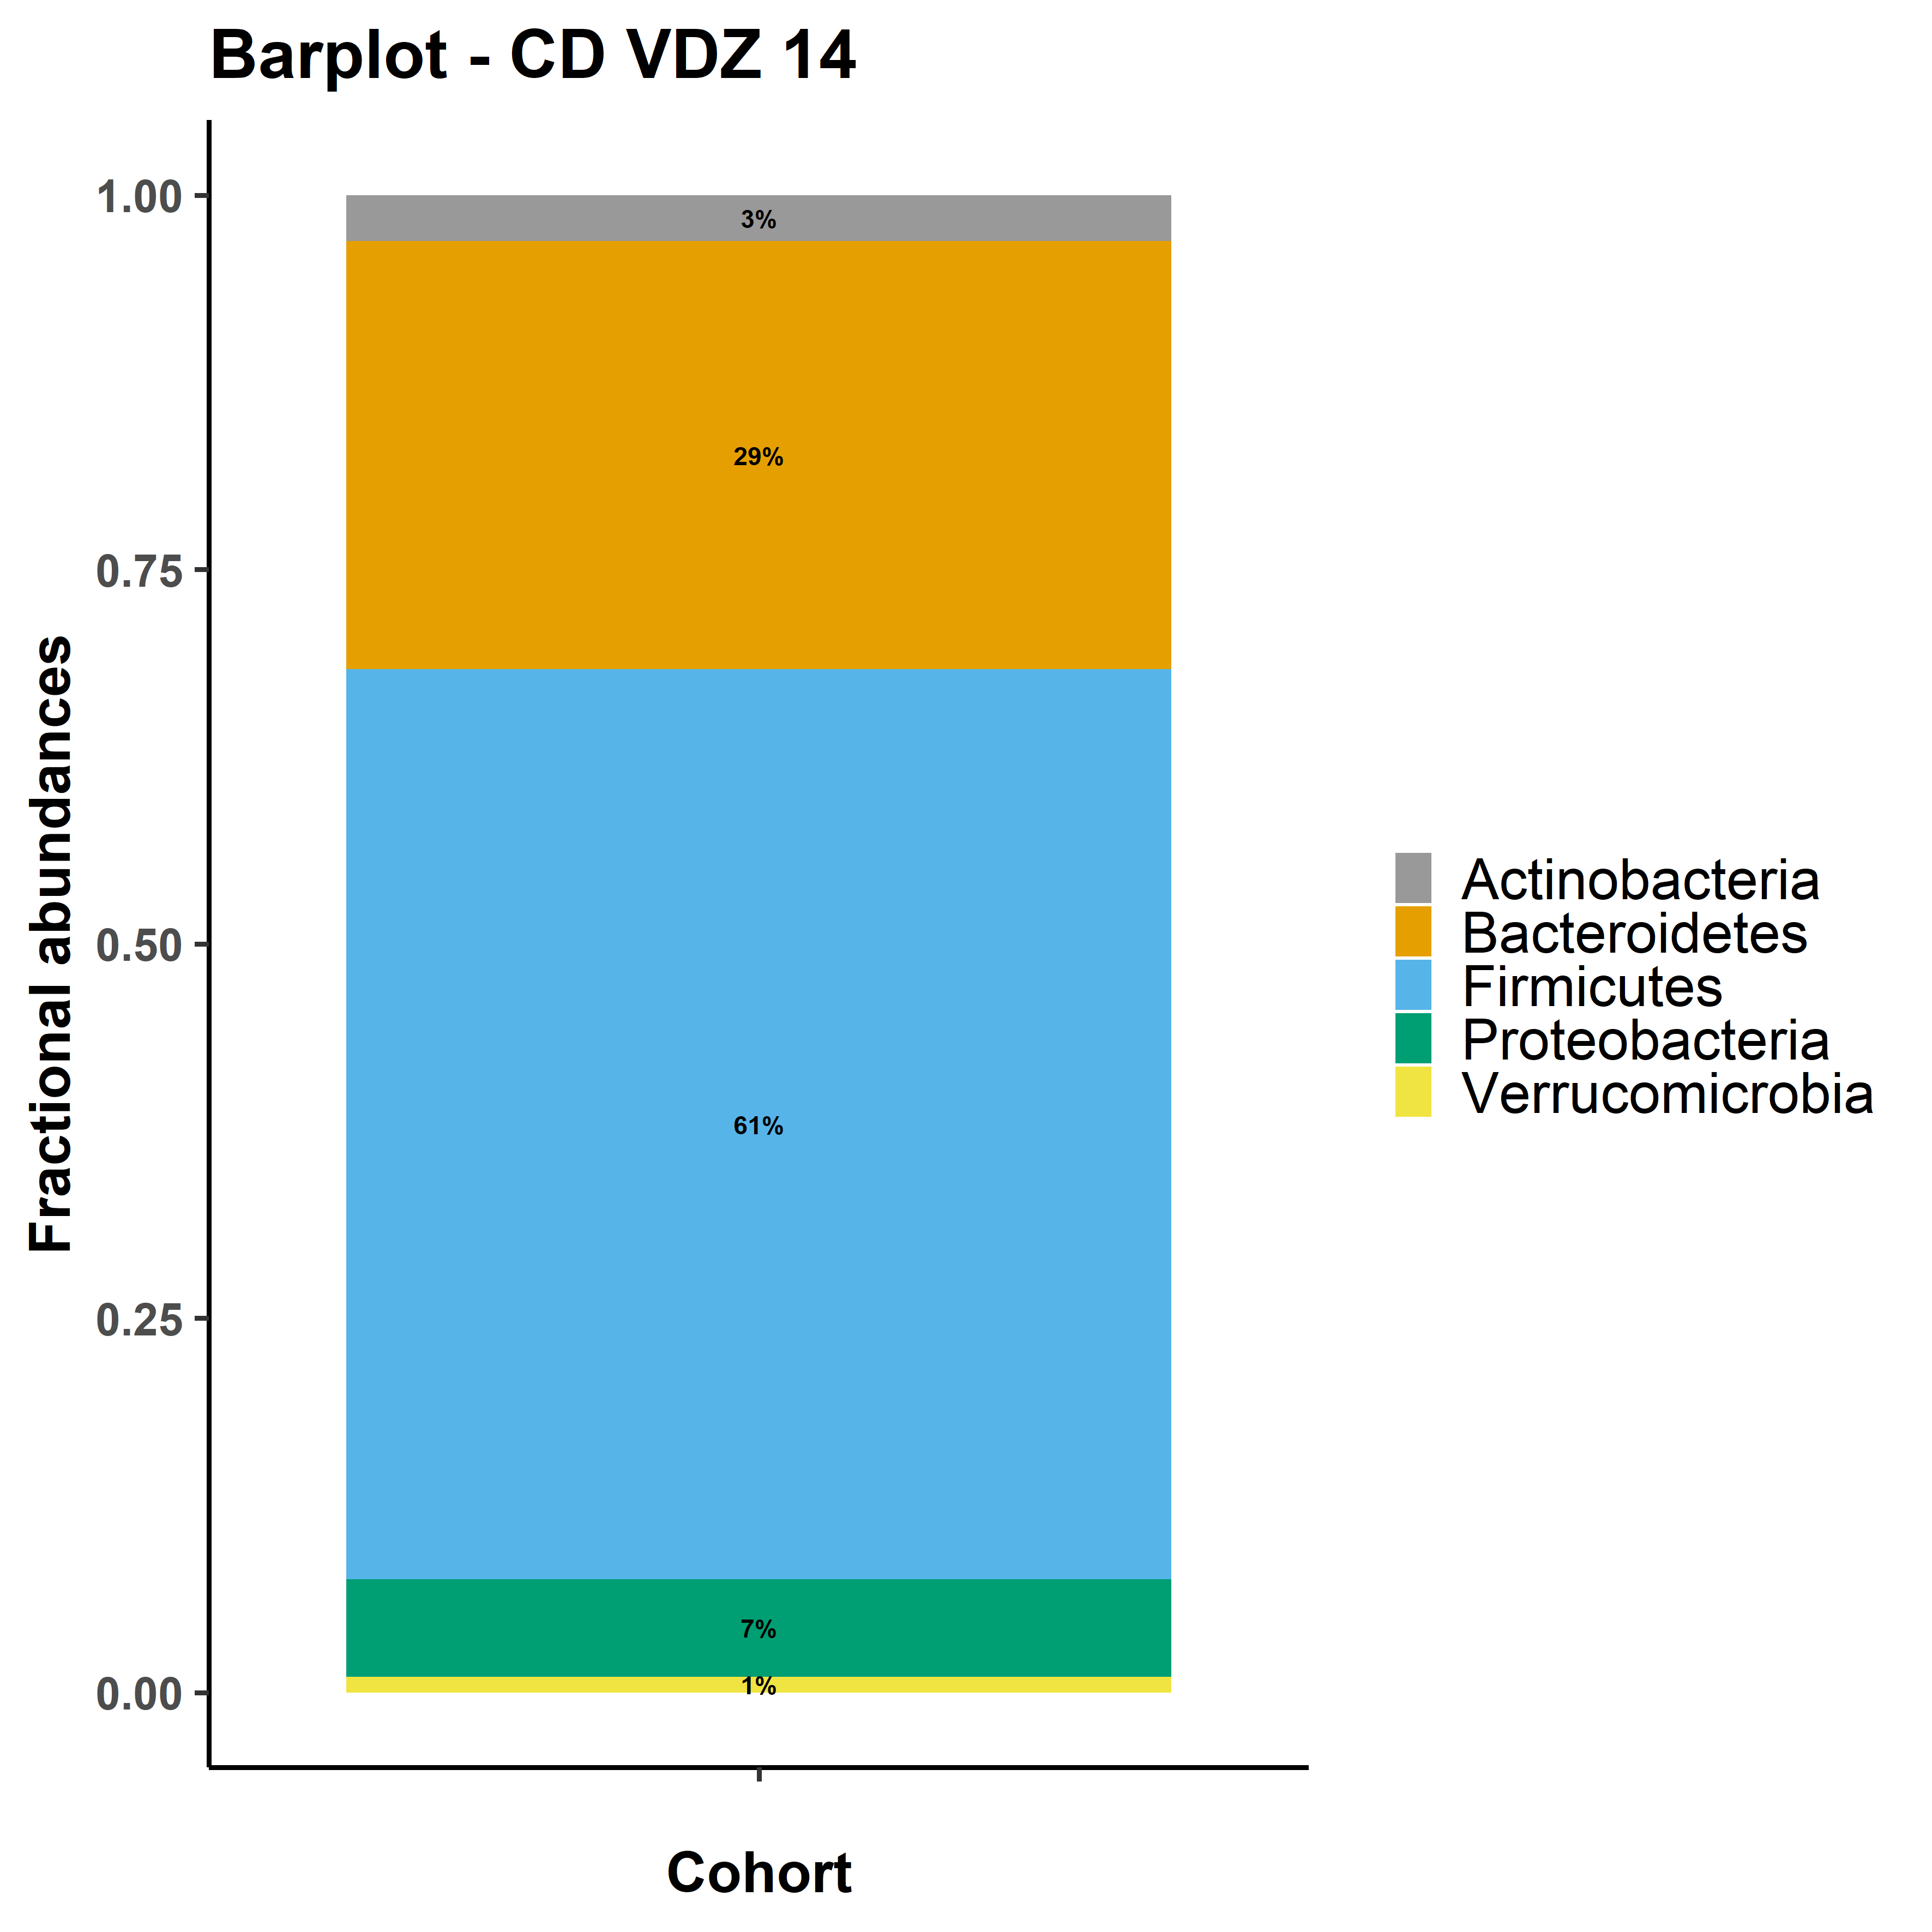 Barplot - CD VDZ 14
Fractional abundances
1.00
0.75
0.50
0.25
0.00
3%
29%
61%
7%
1%
Cohort
Actinobacteria
Bacteroidetes
Firmicutes
Proteobacteria
Verrucomicrobia